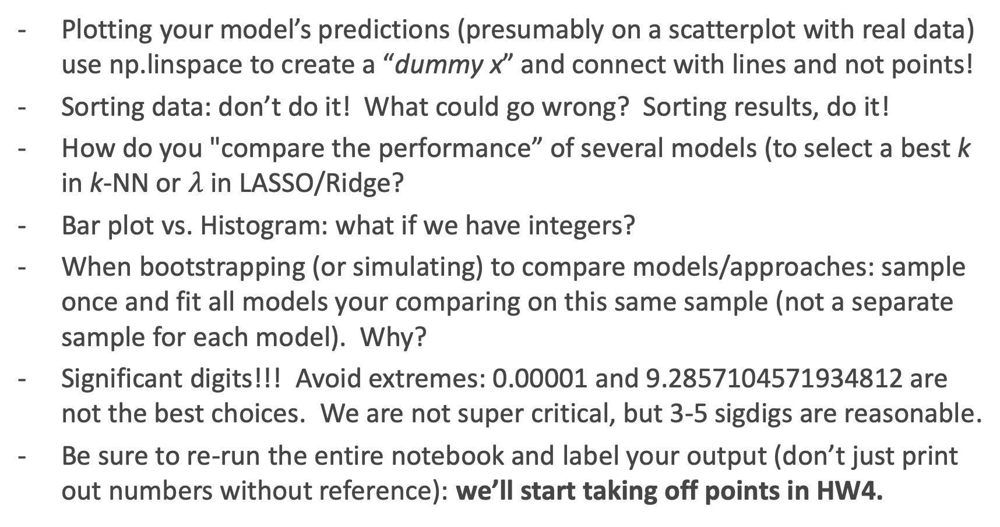 - Plotting your model’s predictions (presumably on a scatterplot with real data)
use np.linspace to create a “dummy x” and connect with lines and not points!
- Sorting data: don’t do it!  What could go wrong?  Sorting results, do it!
- How do you "compare the performance” of several models (to select a best k
in k-NN or λ in LASSO/Ridge?
- Bar plot vs. Histogram: what if we have integers?
- When bootstrapping (or simulating) to compare models/approaches: sample
once and fit all models your comparing on this same sample (not a separate
sample for each model).  Why?
- Significant digits!!!  Avoid extremes: 0.00001 and 9.2857104571934812 are
not the best choices.  We are not super critical, but 3-5 sigdigs are reasonable.
- Be sure to re-run the entire notebook and label your output (don’t just print
out numbers without reference): we’ll start taking off points in HW4.